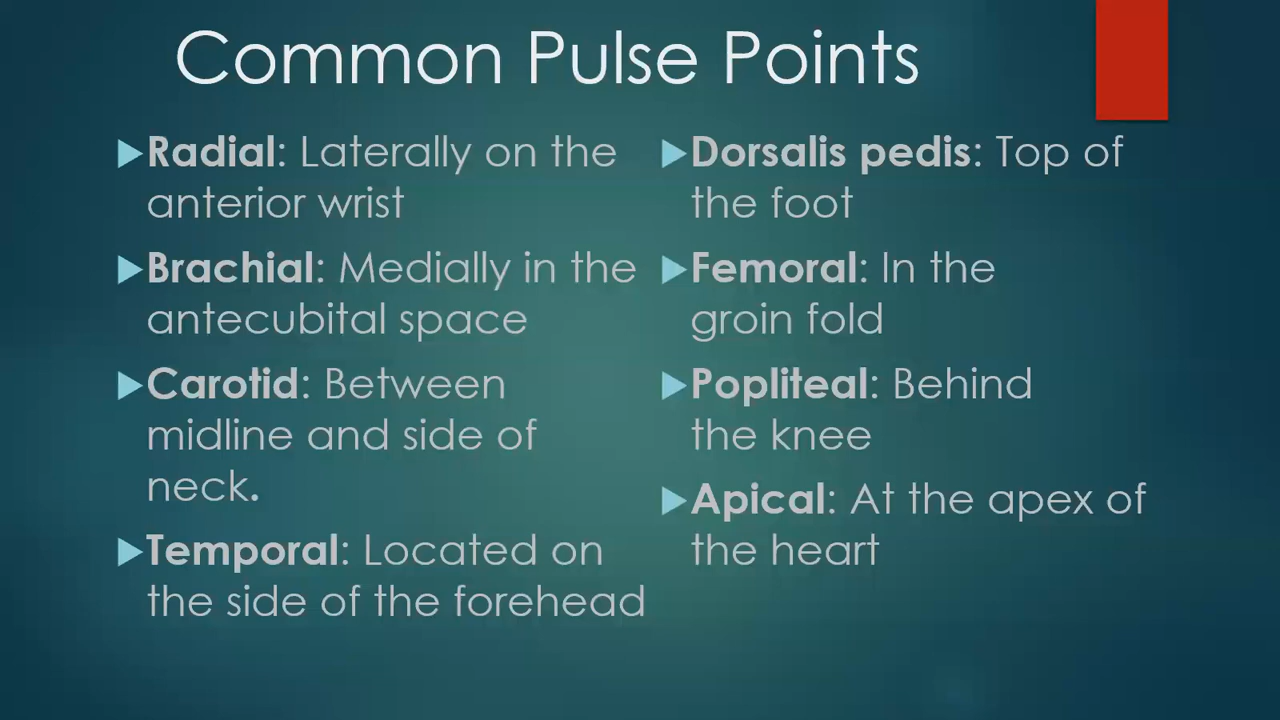 Common Pulse Points
Radial: Laterally on the
anterior wrist
Brachial: Medially in the
antecubital space
Carotid: Between
midline and side of
neck.
Temporal: Located on
the side of the forehead
Dorsalis pedis: Top of
the foot
Femoral: In the
groin fold
Popliteal: Behind
the knee
Apical: At the apex of
the heart